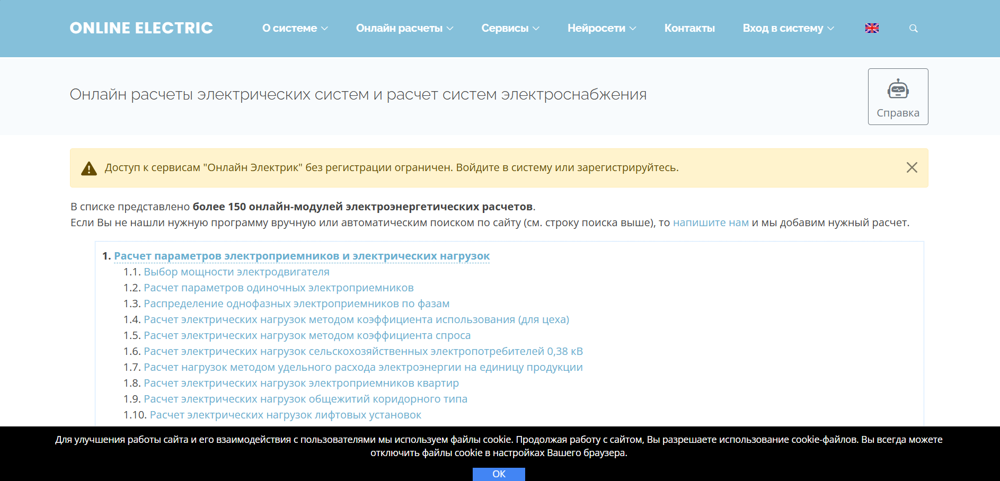 ONLINE ELECTRIC
О системе
Онлайн расчеты
Сервисы
Нейросети
Контакты
Вход в систему
Онлайн расчеты электрических систем и расчет систем электроснабжения
Справка
Доступ к сервисам "Онлайн Электрик" без регистрации ограничен. Войдите в систему или зарегистрируйтесь.
В списке представлено более 150 онлайн-модулей электроэнергетических расчетов.
Если Вы не нашли нужную программу вручную или автоматическим поиском по сайту (см. строку поиска выше), то напишите нам и мы добавим нужный расчет.
1. Расчет параметров электроприемников и электрических нагрузок
1.1. Выбор мощности электродвигателя
1.2. Расчет параметров одиночных электроприемников
1.3. Распределение однофазных электроприемников по фазам
1.4. Расчет электрических нагрузок методом коэффициента использования (для цеха)
1.5. Расчет электрических нагрузок методом коэффициента спроса
1.6. Расчет электрических нагрузок сельскохозяйственных электропотребителей 0,38 кВ
1.7. Расчет нагрузок методом удельного расхода электроэнергии на единицу продукции
1.8. Расчет электрических нагрузок электроприемников квартир
1.9. Расчет электрических нагрузок общежитий коридорного типа
1.10. Расчет электрических нагрузок лифтовых установок
Для улучшения работы сайта и его взаимодействия с пользователями мы используем файлы cookie. Продолжая работу с сайтом, Вы разрешаете использование cookie-файлов. Вы всегда можете
отключить файлы cookie в настройках Вашего браузера.
OK